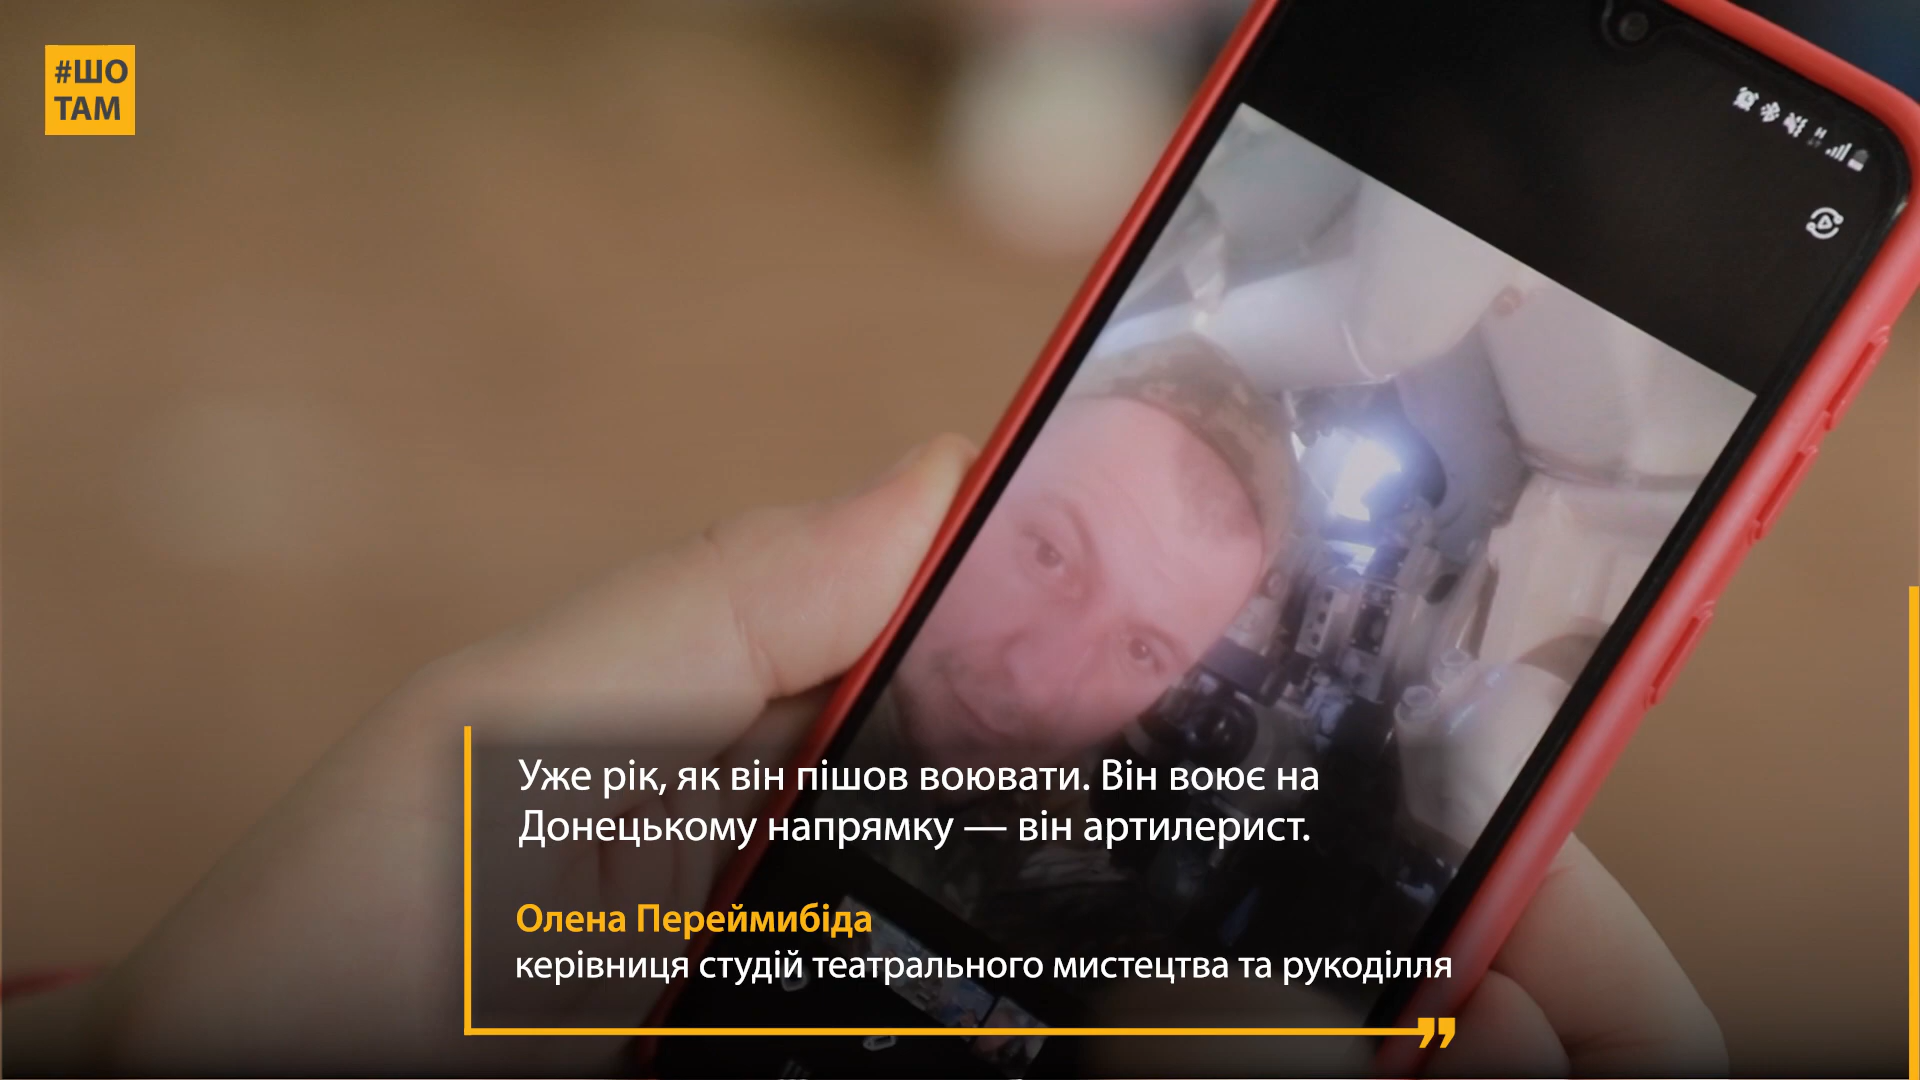 #ШО
ТАМ
Уже рік, як він пішов воювати. Він воює на
Донецькому напрямку — він артилерист.
Олена Переймибіда
керівниця студій театрального мистецтва та рукоділля
”